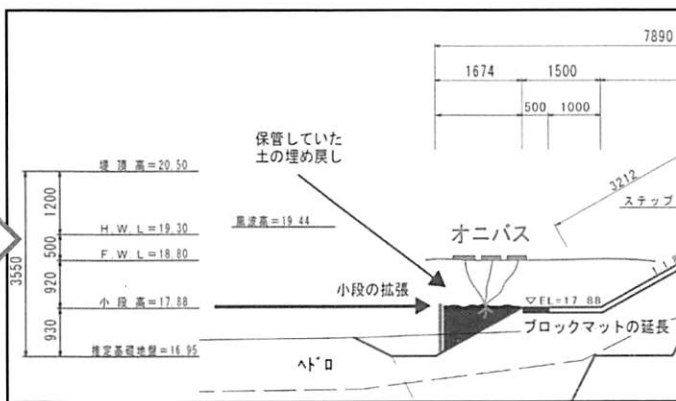 7890
1674
1500
500
1000
保管していた
土の埋め戻し
3212
ステップ
堤頂高=20.50
1200
H.W.L=19.30
風波高=19.44
500
F.W.L=18.80
オニバス
3550
920
小段の拡張
小段高=17.88
▽EL=17.88
ブロックマットの延長
930
推定基礎地盤=16.95
ヘドロ